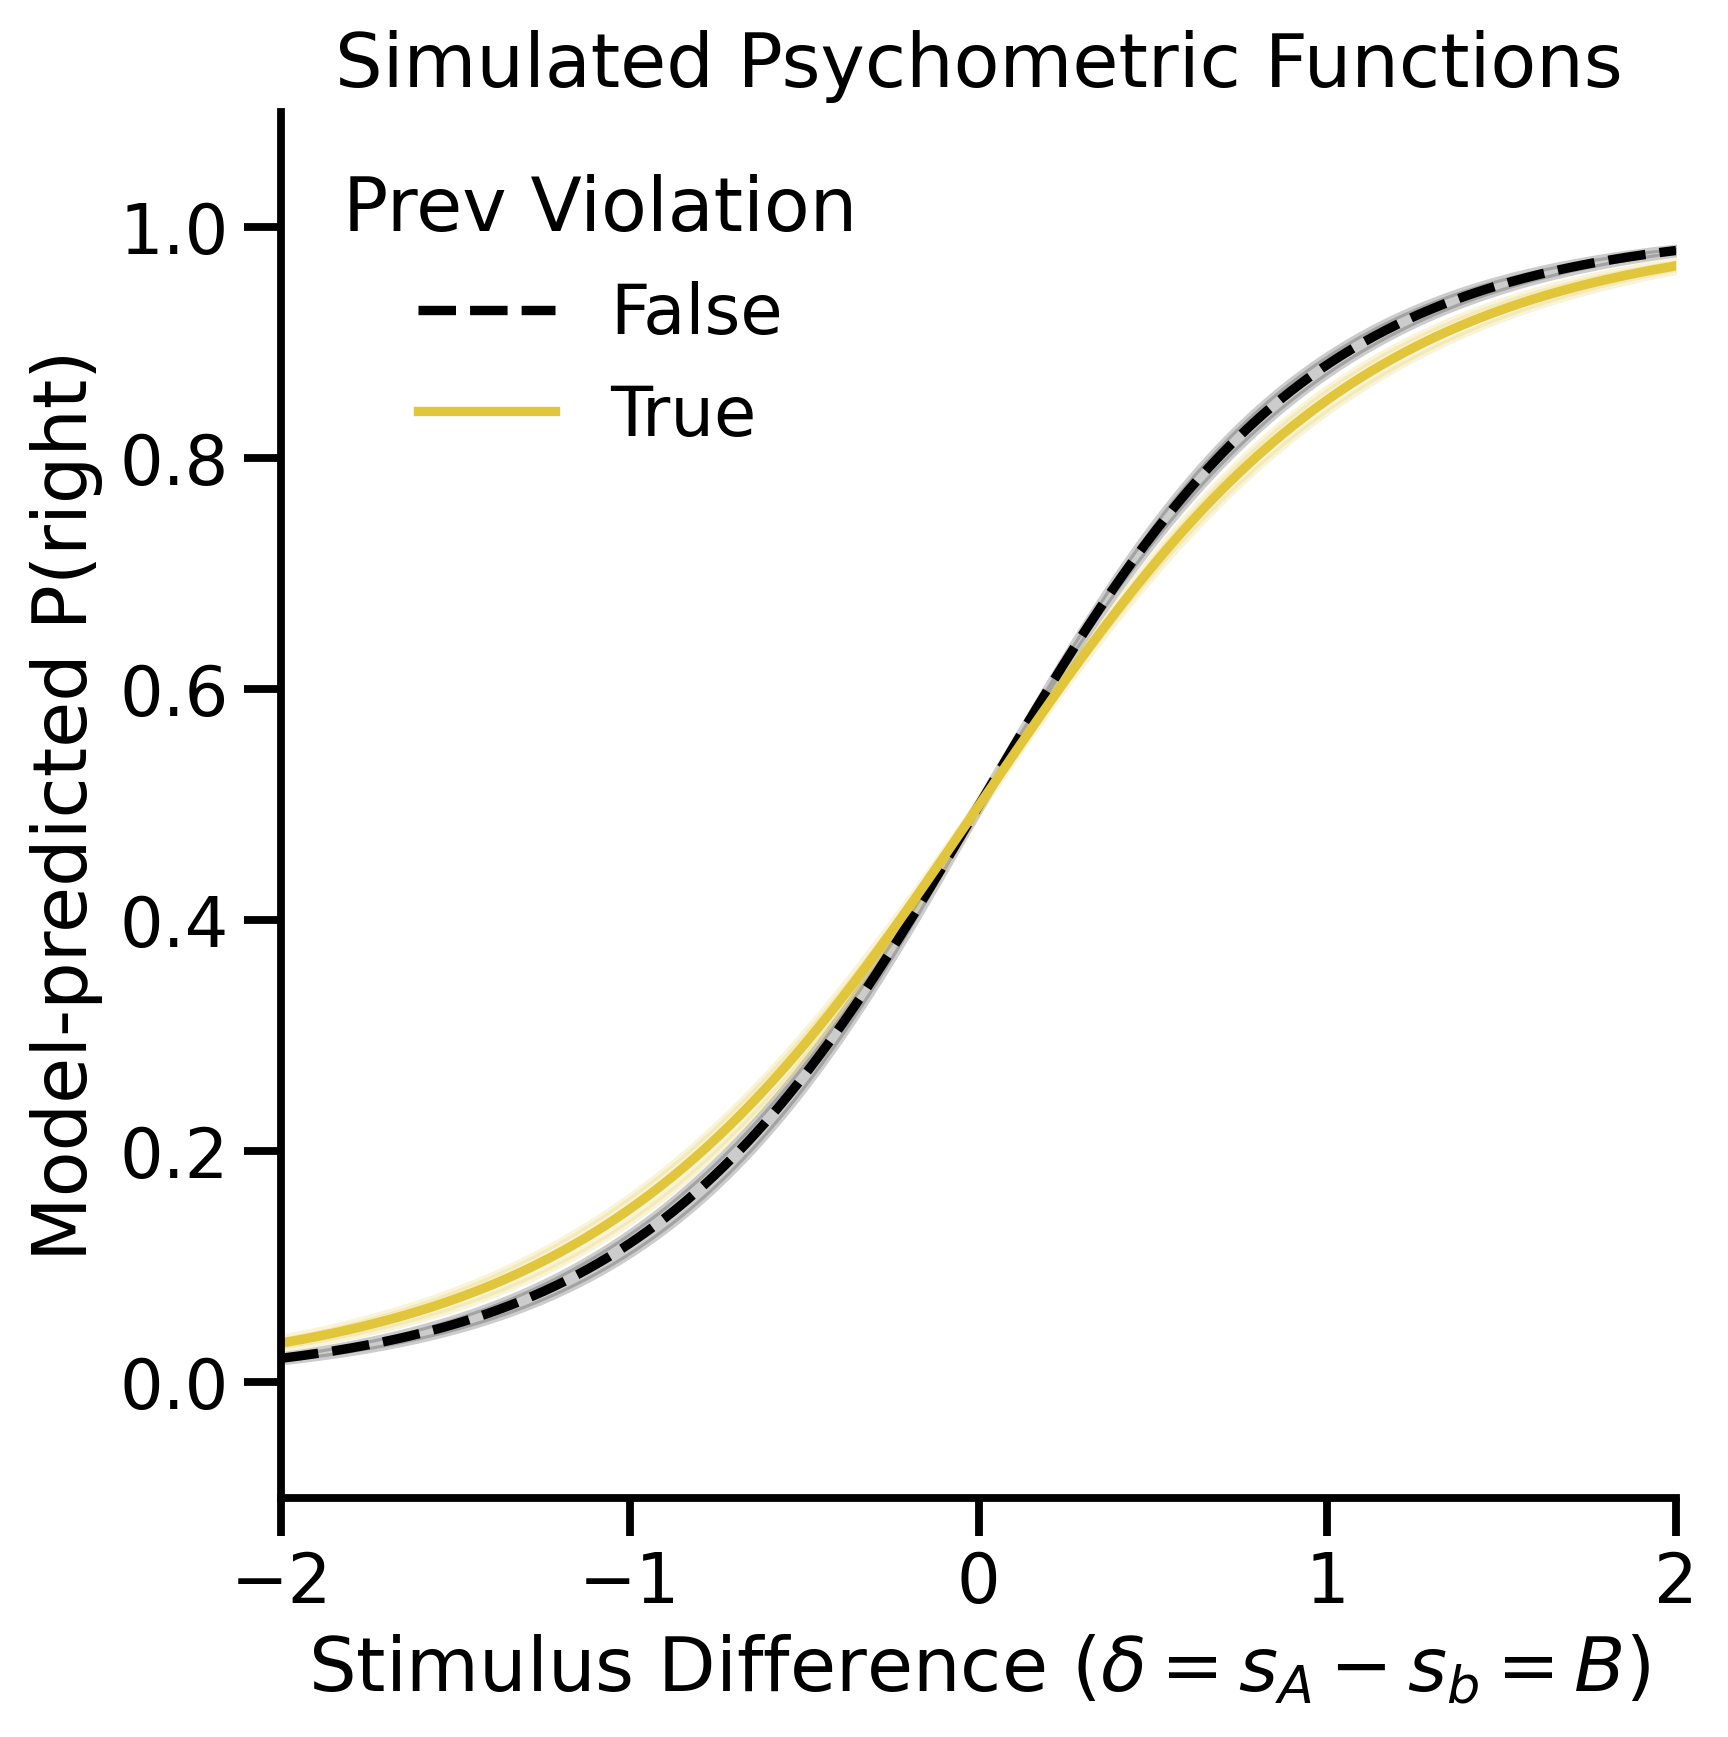 Simulated Psychometric Functions
Prev Violation
False
True
Model-predicted P(right)
1.0
0.8
0.6
0.4
0.2
0.0
−2
−1
0
1
2
Stimulus Difference (δ = s_A − s_b = B)